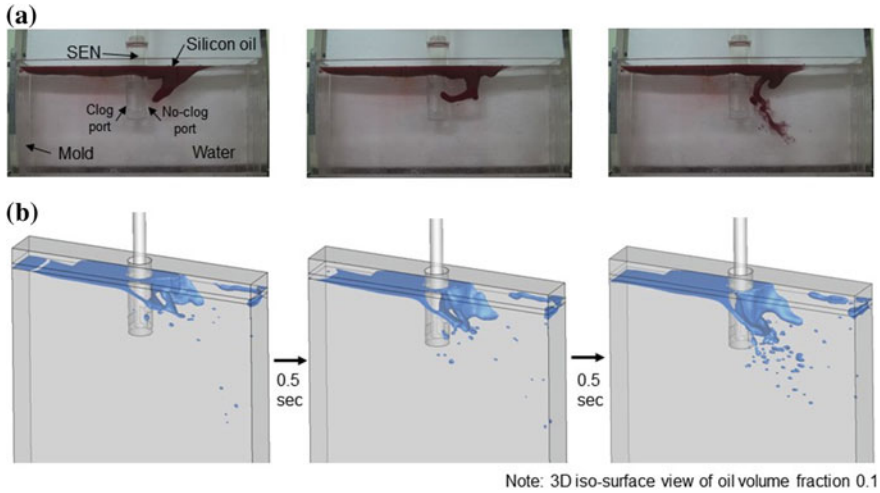 (a)
SEN
Silicon oil
Clog
port
No-clog
port
Mold
Water
(b)
0.5
sec
0.5
sec
Note: 3D iso-surface view of oil volume fraction 0.1